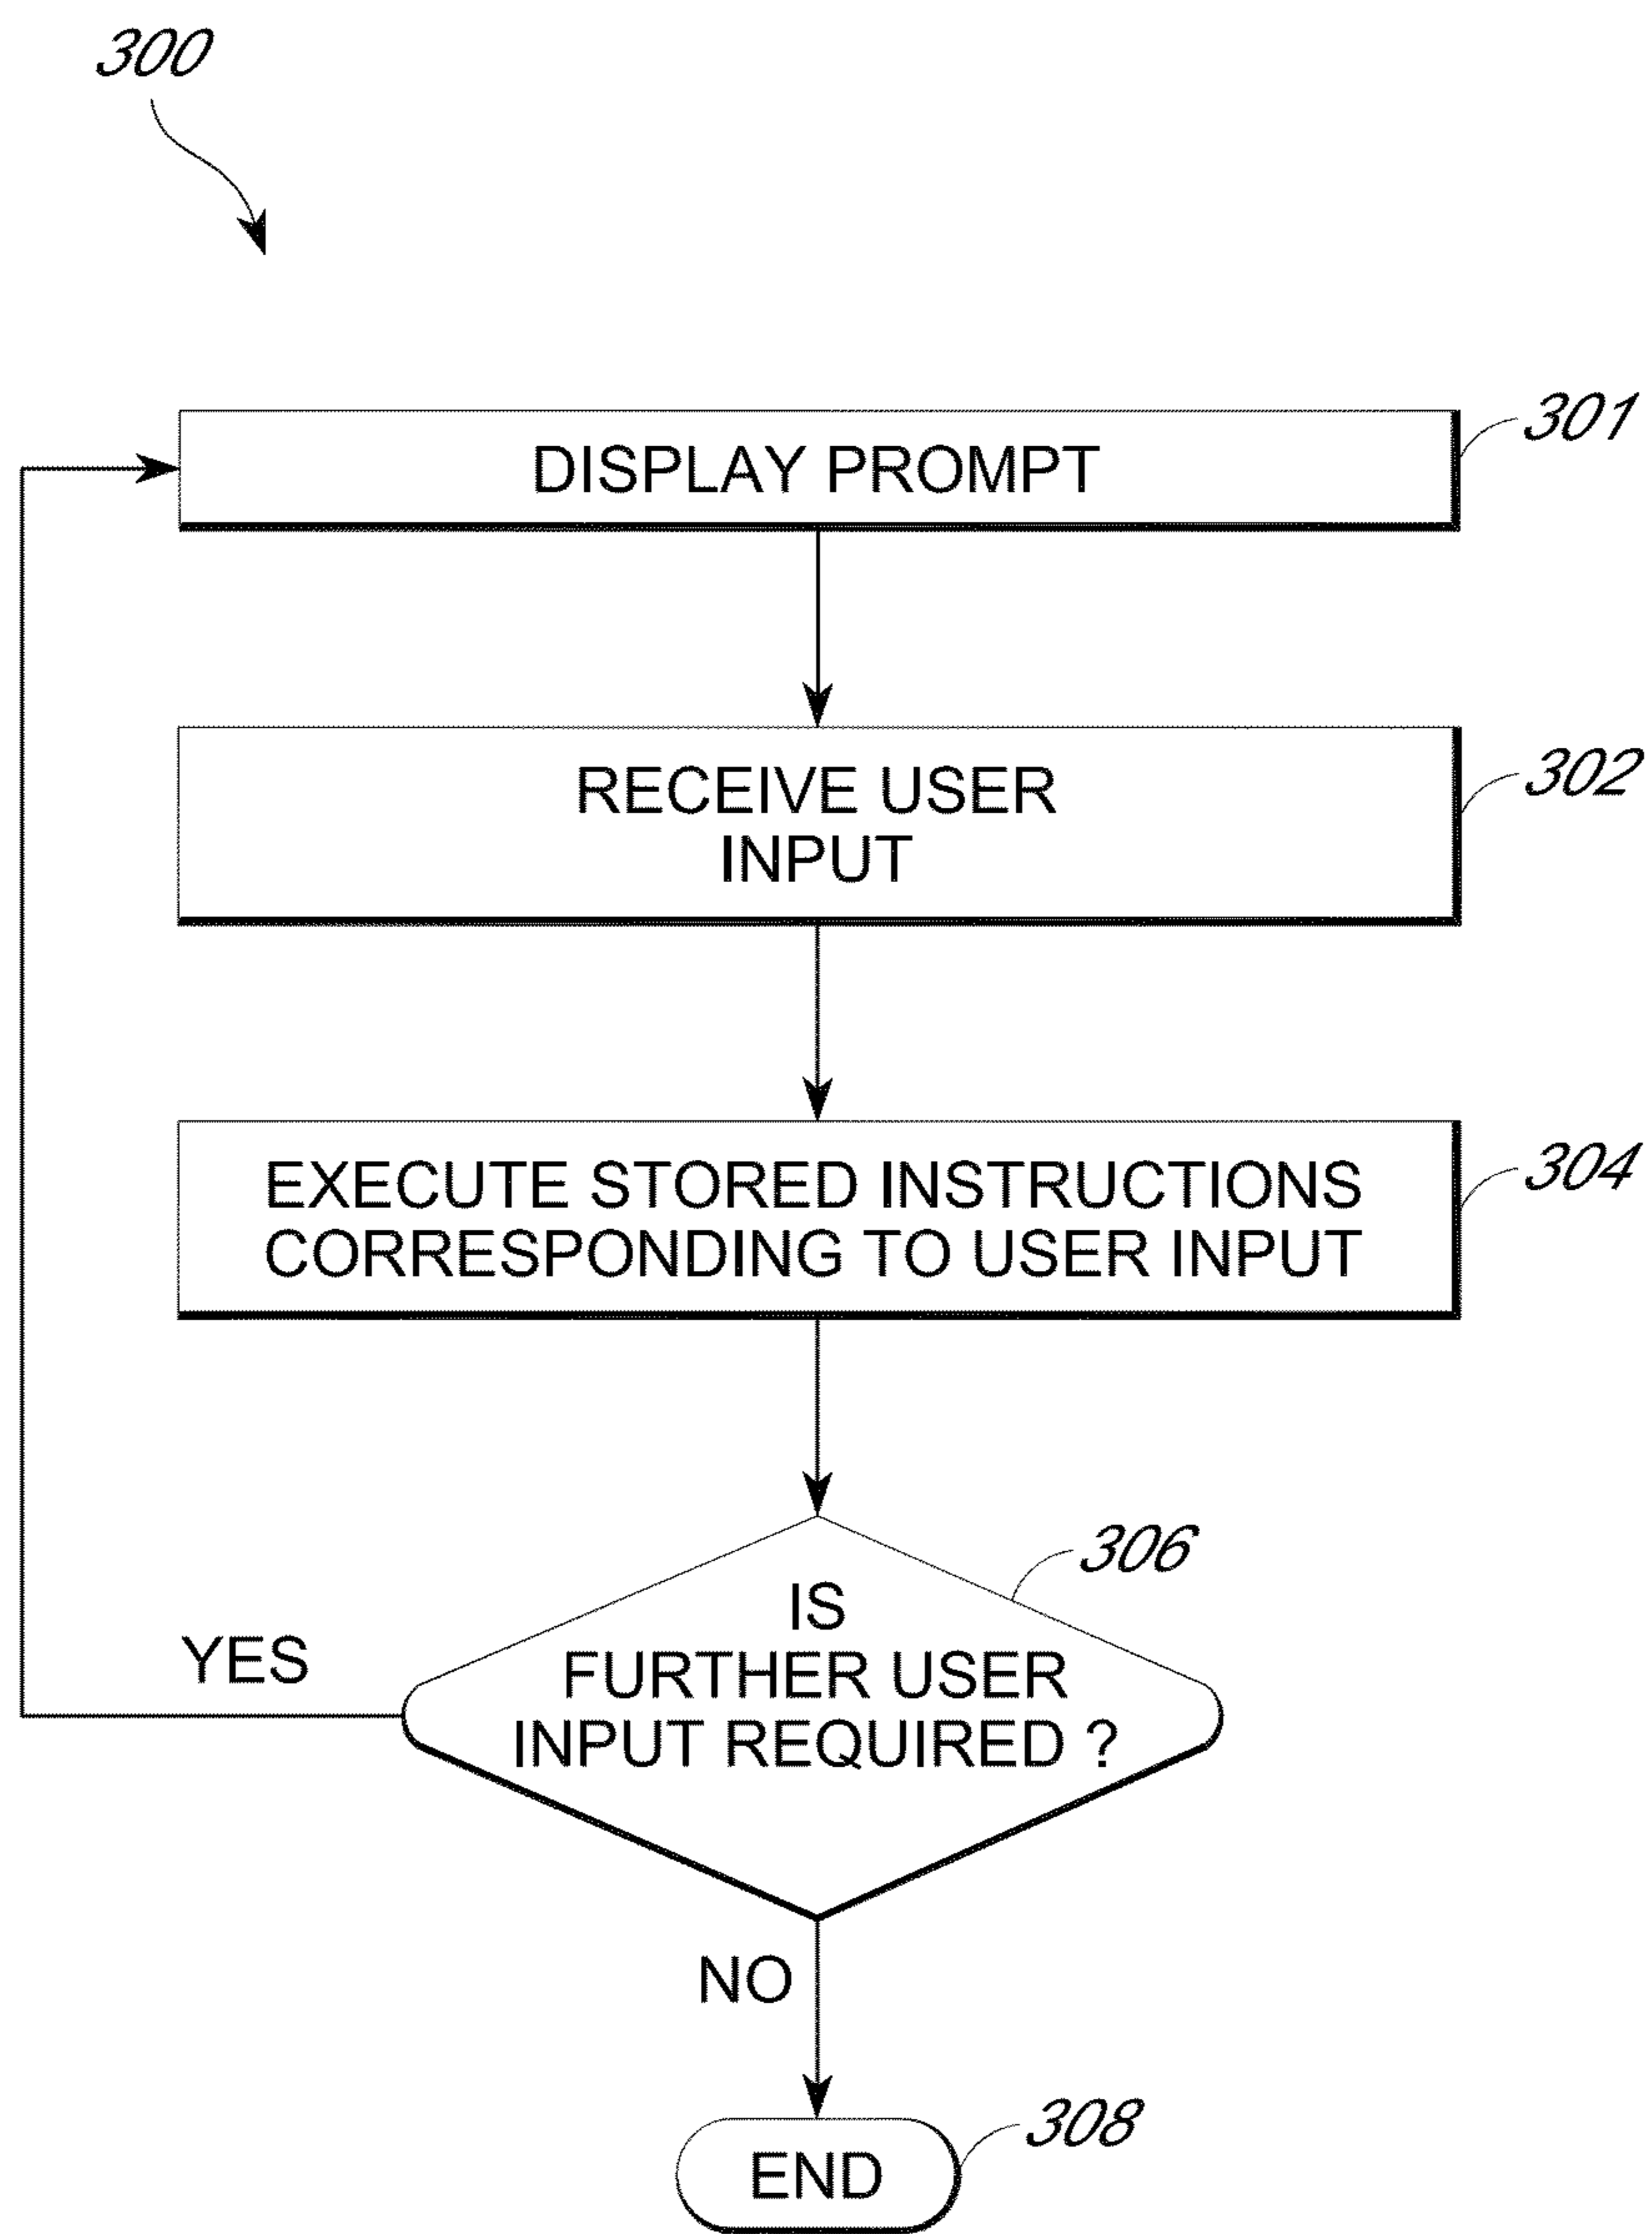 300
301
DISPLAY PROMPT
302
RECEIVE USER
INPUT
304
EXECUTE STORED INSTRUCTIONS
CORRESPONDING TO USER INPUT
306
IS
FURTHER USER
INPUT REQUIRED ?
YES
NO
308
END